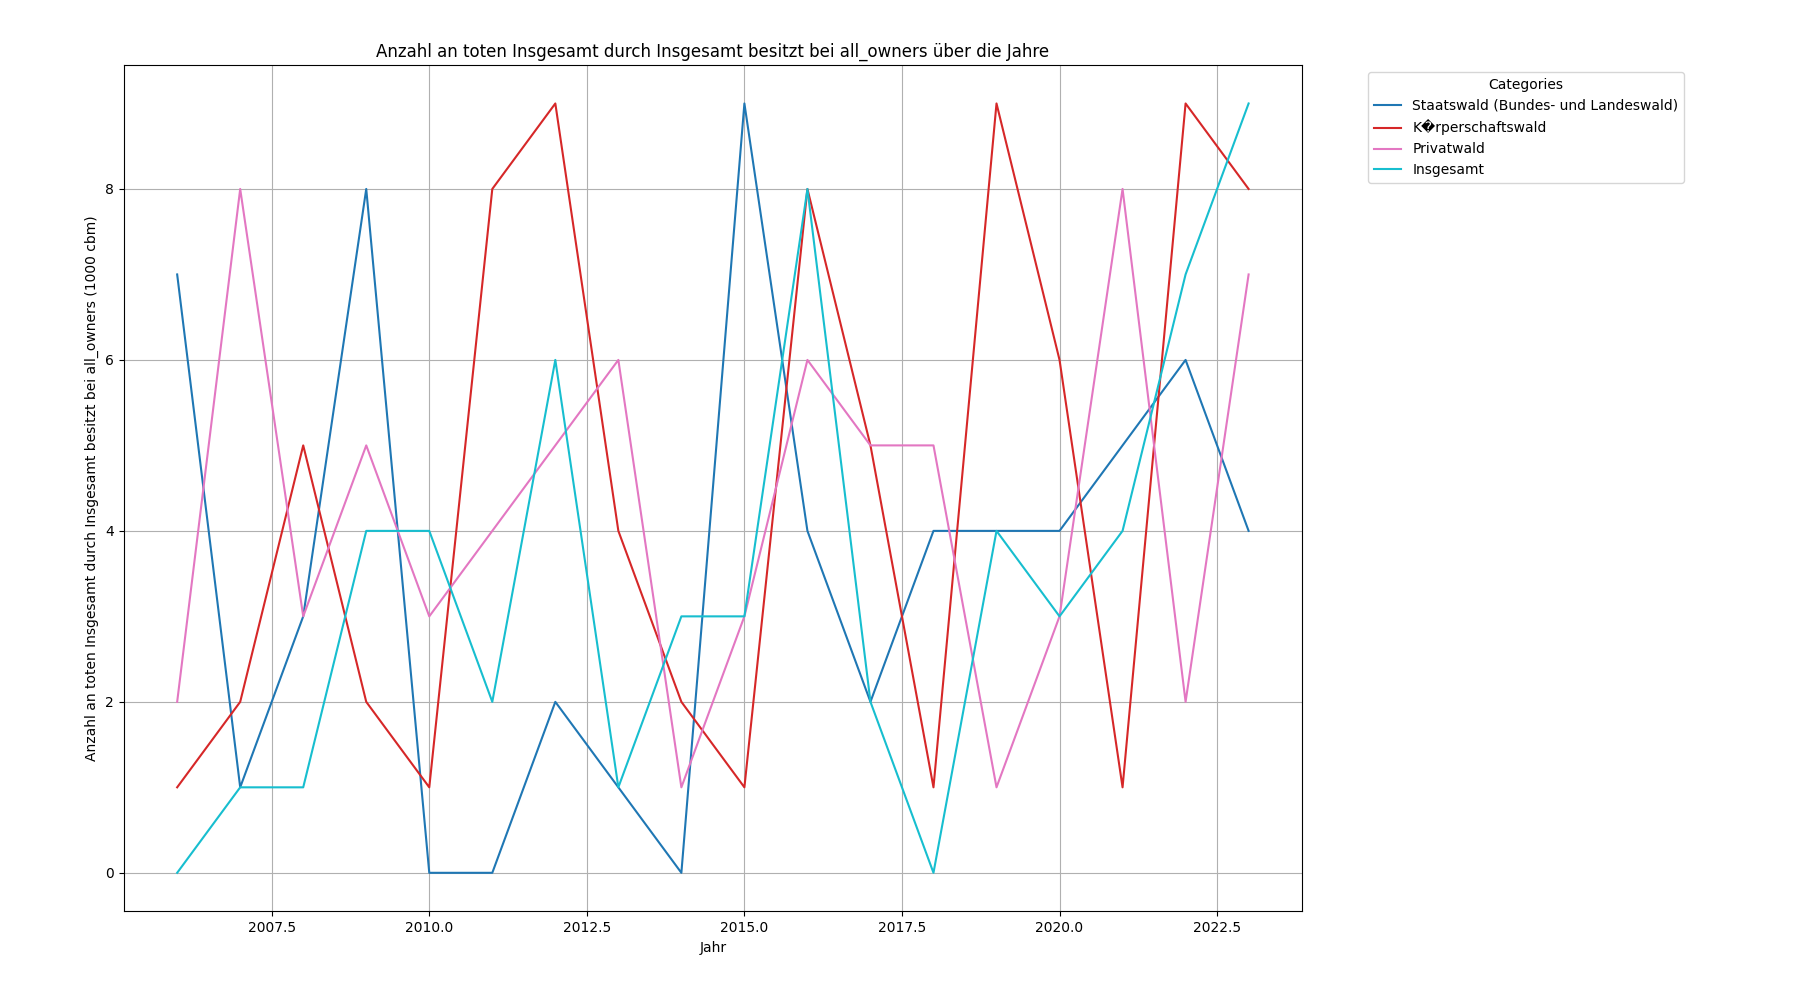 Anzahl an toten Insgesamt durch Insgesamt besitzt bei all_owners über die Jahre
Categories
Staatswald (Bundes- und Landeswald)
K�rperschaftswald
Privatwald
Insgesamt
Anzahl an toten Insgesamt durch Insgesamt besitzt bei all_owners (1000 cbm)
8
6
4
2
0
2007.5 2010.0 2012.5 2015.0 2017.5 2020.0 2022.5
Jahr